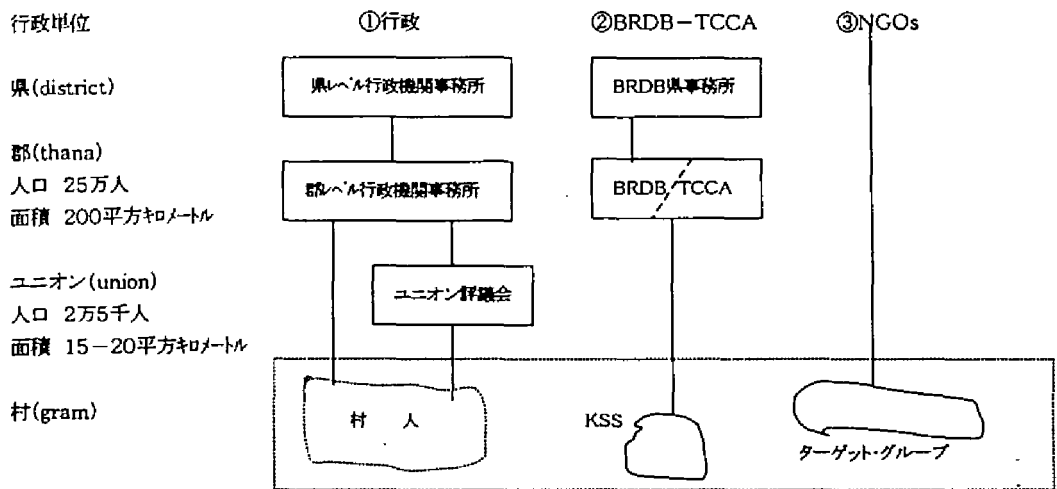 行政単位 ①行政 ②BRDB-TCCA ③NGOs
県(district) 県レベル行政機関事務所 BRDB県事務所
郡(thana)
人口 25万人 郡レベル行政機関事務所 BRDB/TCCA
面積 200平方キロメートル
ユニオン(union) ユニオン評議会
人口 2万5千人
面積 15-20平方キロメートル
村(gram) 村 人 KSS
ターゲット・グループ